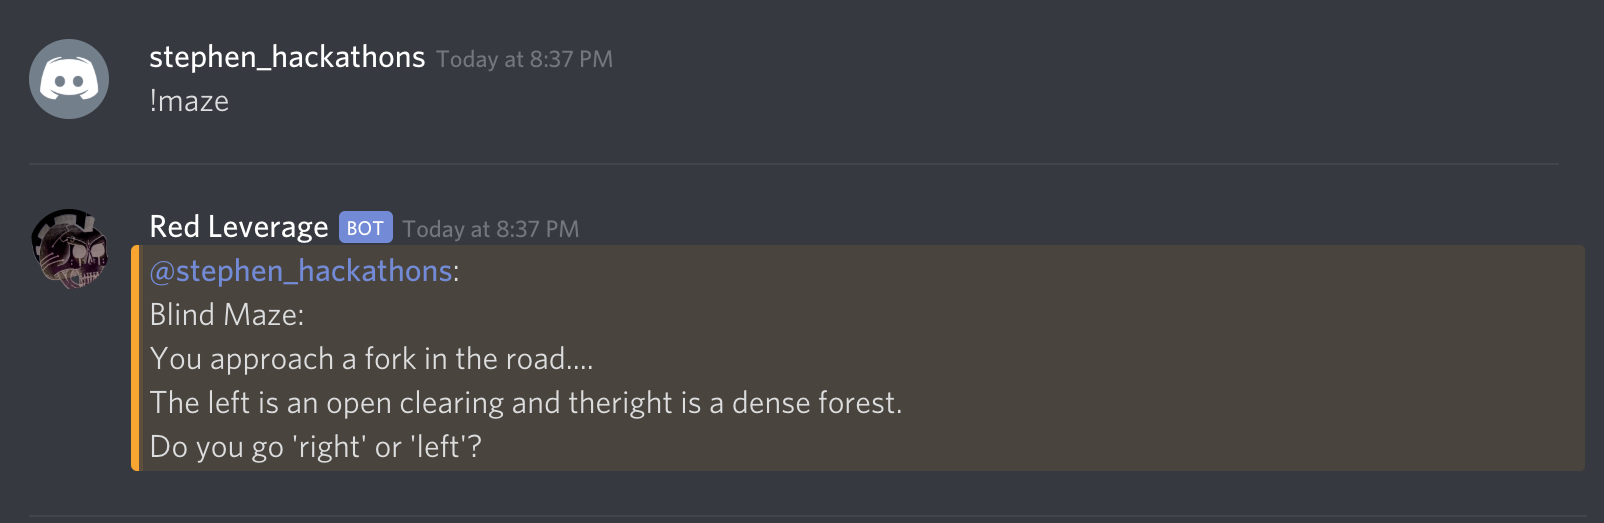 stephen_hackathons Today at 8:37 PM
!maze
Red Leverage BOT Today at 8:37 PM
@stephen_hackathons:
Blind Maze:
You approach a fork in the road....
The left is an open clearing and theright is a dense forest.
Do you go 'right' or 'left'?